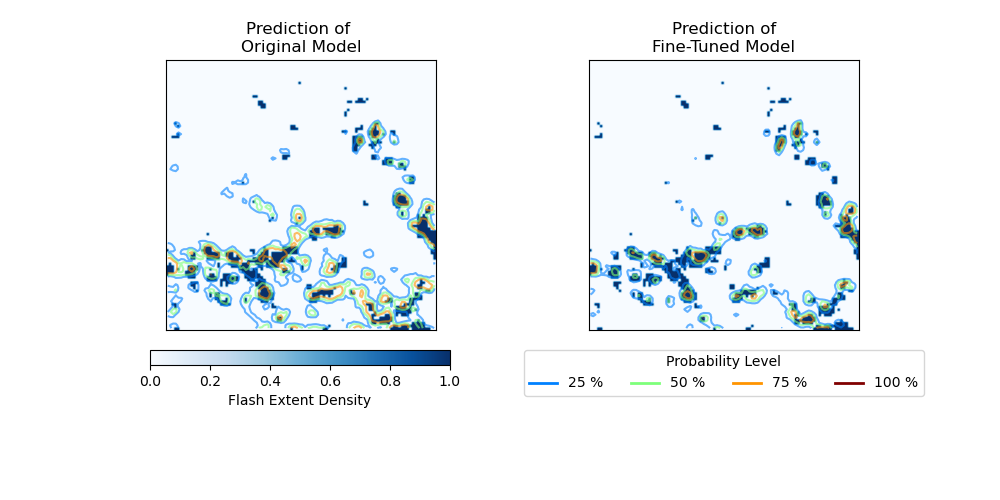 Prediction of
Original Model
Prediction of
Fine-Tuned Model
0.0 0.2 0.4 0.6 0.8 1.0
Flash Extent Density
Probability Level
25 % 50 % 75 % 100 %